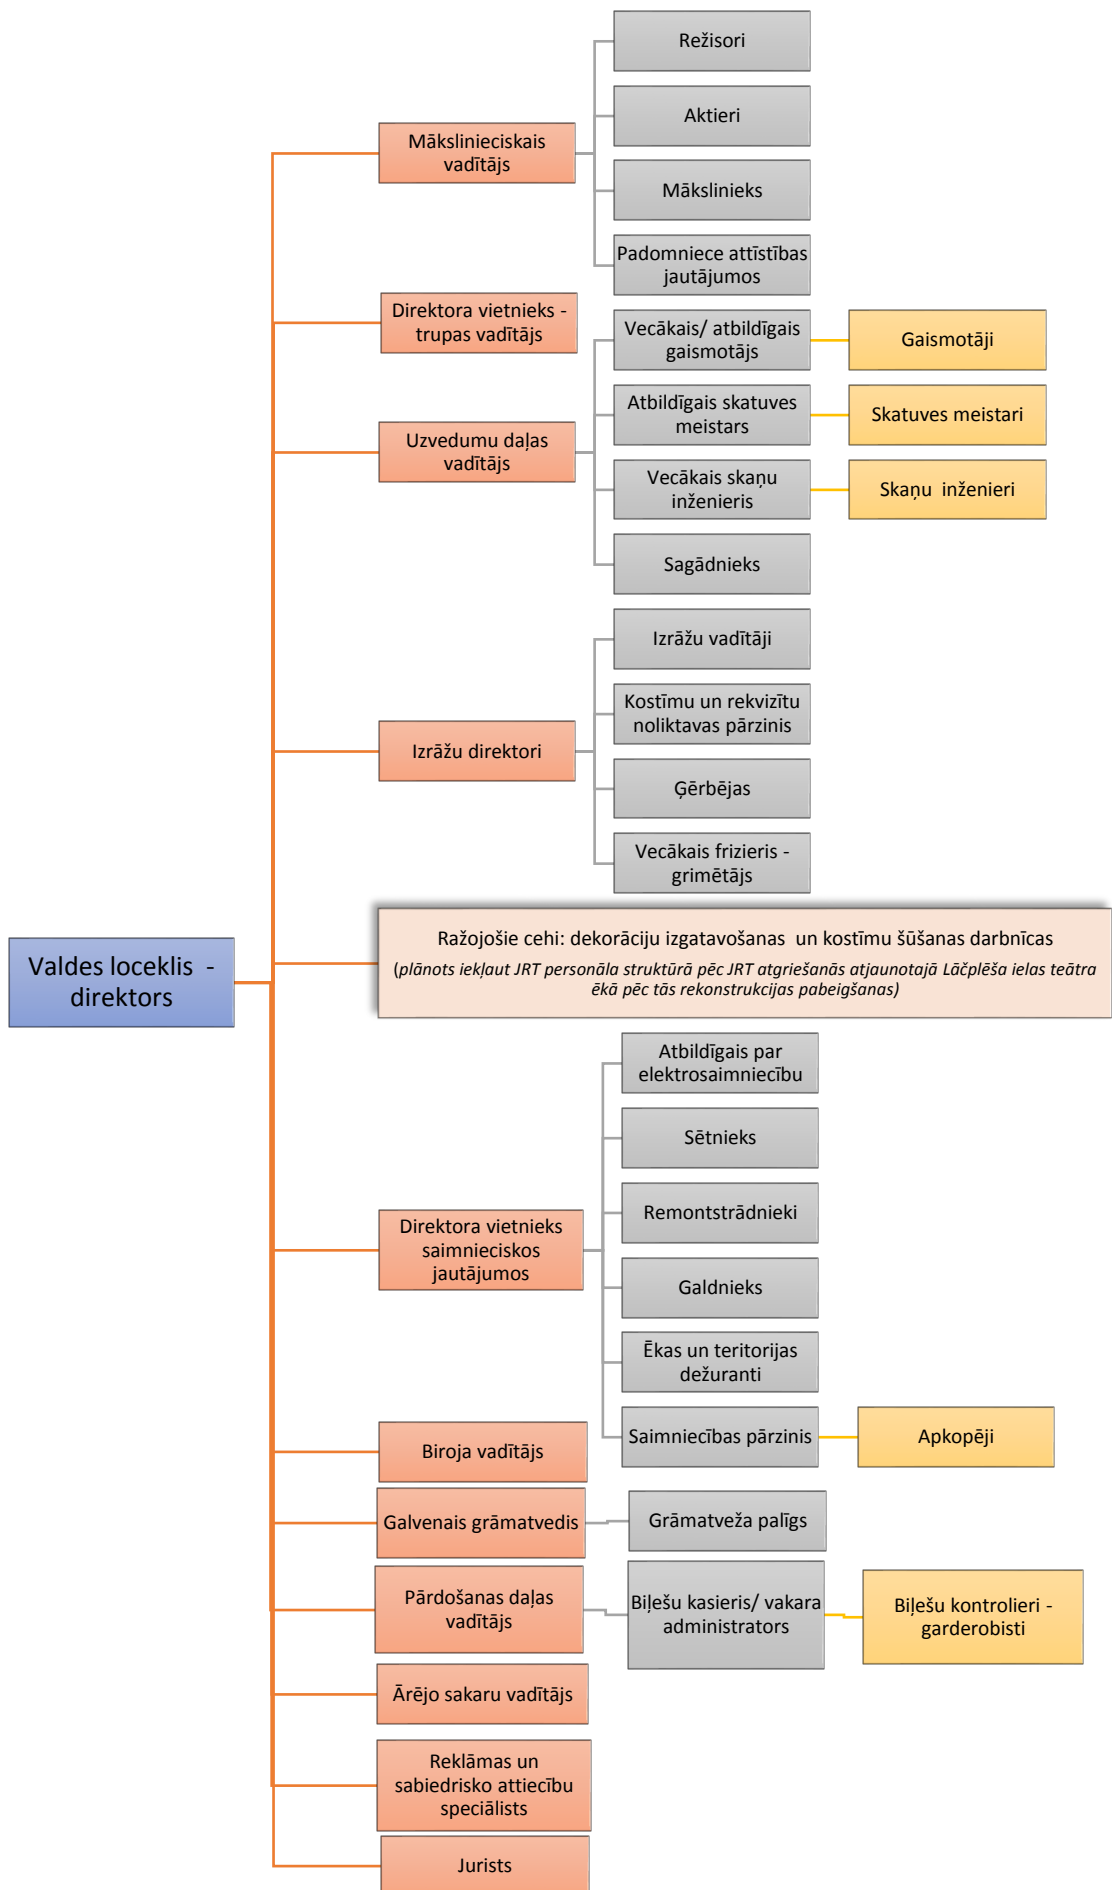 Režisori
Aktieri
Mākslinieciskais
vadītājs
Mākslinieks
Padomniece attīstības
jautājumos
Direktora vietnieks -
trupas vadītājs
Vecākais/ atbildīgais
gaismotājs
Gaismotāji
Atbildīgais skatuves
meistars
Skatuves meistari
Uzvedumu daļas
vadītājs
Vecākais skaņu
inženieris
Skaņu  inženieri
Sagādnieks
Izrāžu vadītāji
Kostīmu un rekvizītu
noliktavas pārzinis
Izrāžu direktori
Ģērbējas
Vecākais frizieris -
grimētājs
Valdes loceklis  -
direktors
Ražojošie cehi: dekorāciju izgatavošanas  un kostīmu šūšanas darbnīcas
(plānots iekļaut JRT personāla struktūrā pēc JRT atgriešanās atjaunotajā Lāčplēša ielas teātra
ēkā pēc tās rekonstrukcijas pabeigšanas)
Atbildīgais par
elektrosaimniecību
Sētnieks
Remontstrādnieki
Direktora vietnieks
saimnieciskos
jautājumos
Galdnieks
Ēkas un teritorijas
dežuranti
Saimniecības pārzinis
Apkopēji
Biroja vadītājs
Galvenais grāmatvedis
Grāmatveža palīgs
Pārdošanas daļas
vadītājs
Biļešu kasieris/ vakara
administrators
Biļešu kontrolieri -
garderobisti
Ārējo sakaru vadītājs
Reklāmas un
sabiedrisko attiecību
speciālists
Jurists